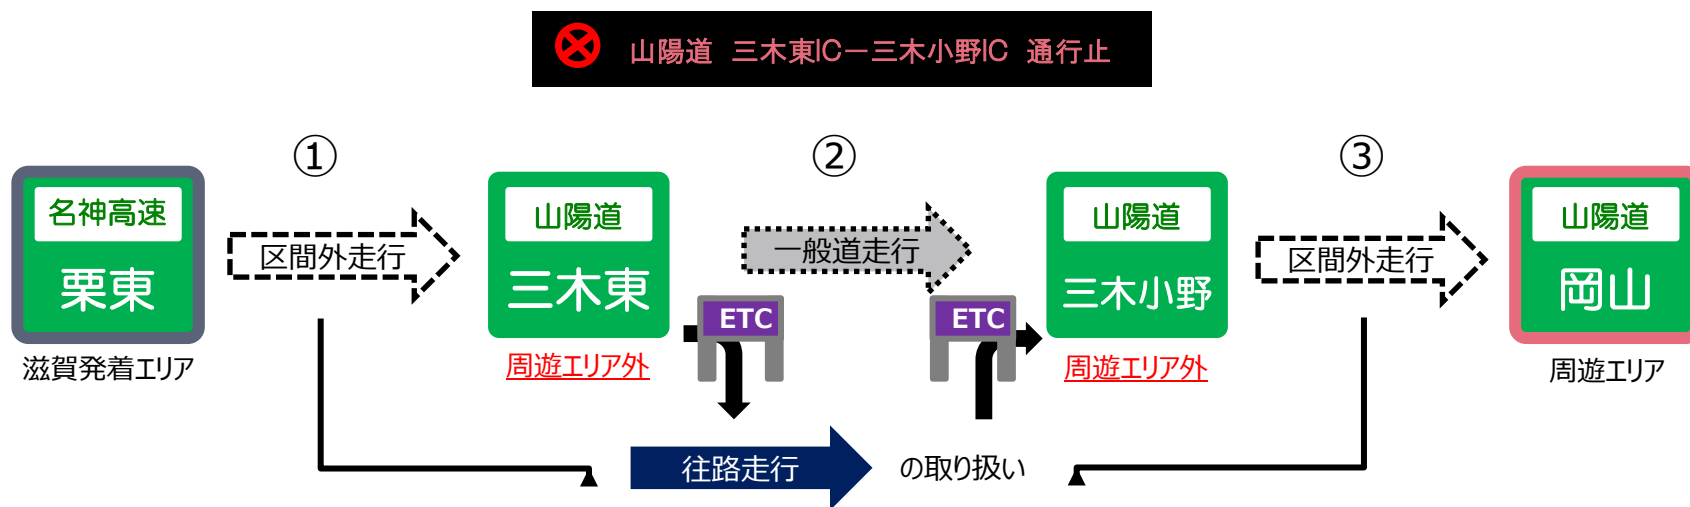 山陽道 三木東IC－三木小野IC 通行止
①
②
③
名神高速
栗東
滋賀発着エリア
区間外走行
山陽道
三木東
周遊エリア外
一般道走行
ETC
ETC
山陽道
三木小野
周遊エリア外
区間外走行
山陽道
岡山
周遊エリア
往路走行 の取り扱い